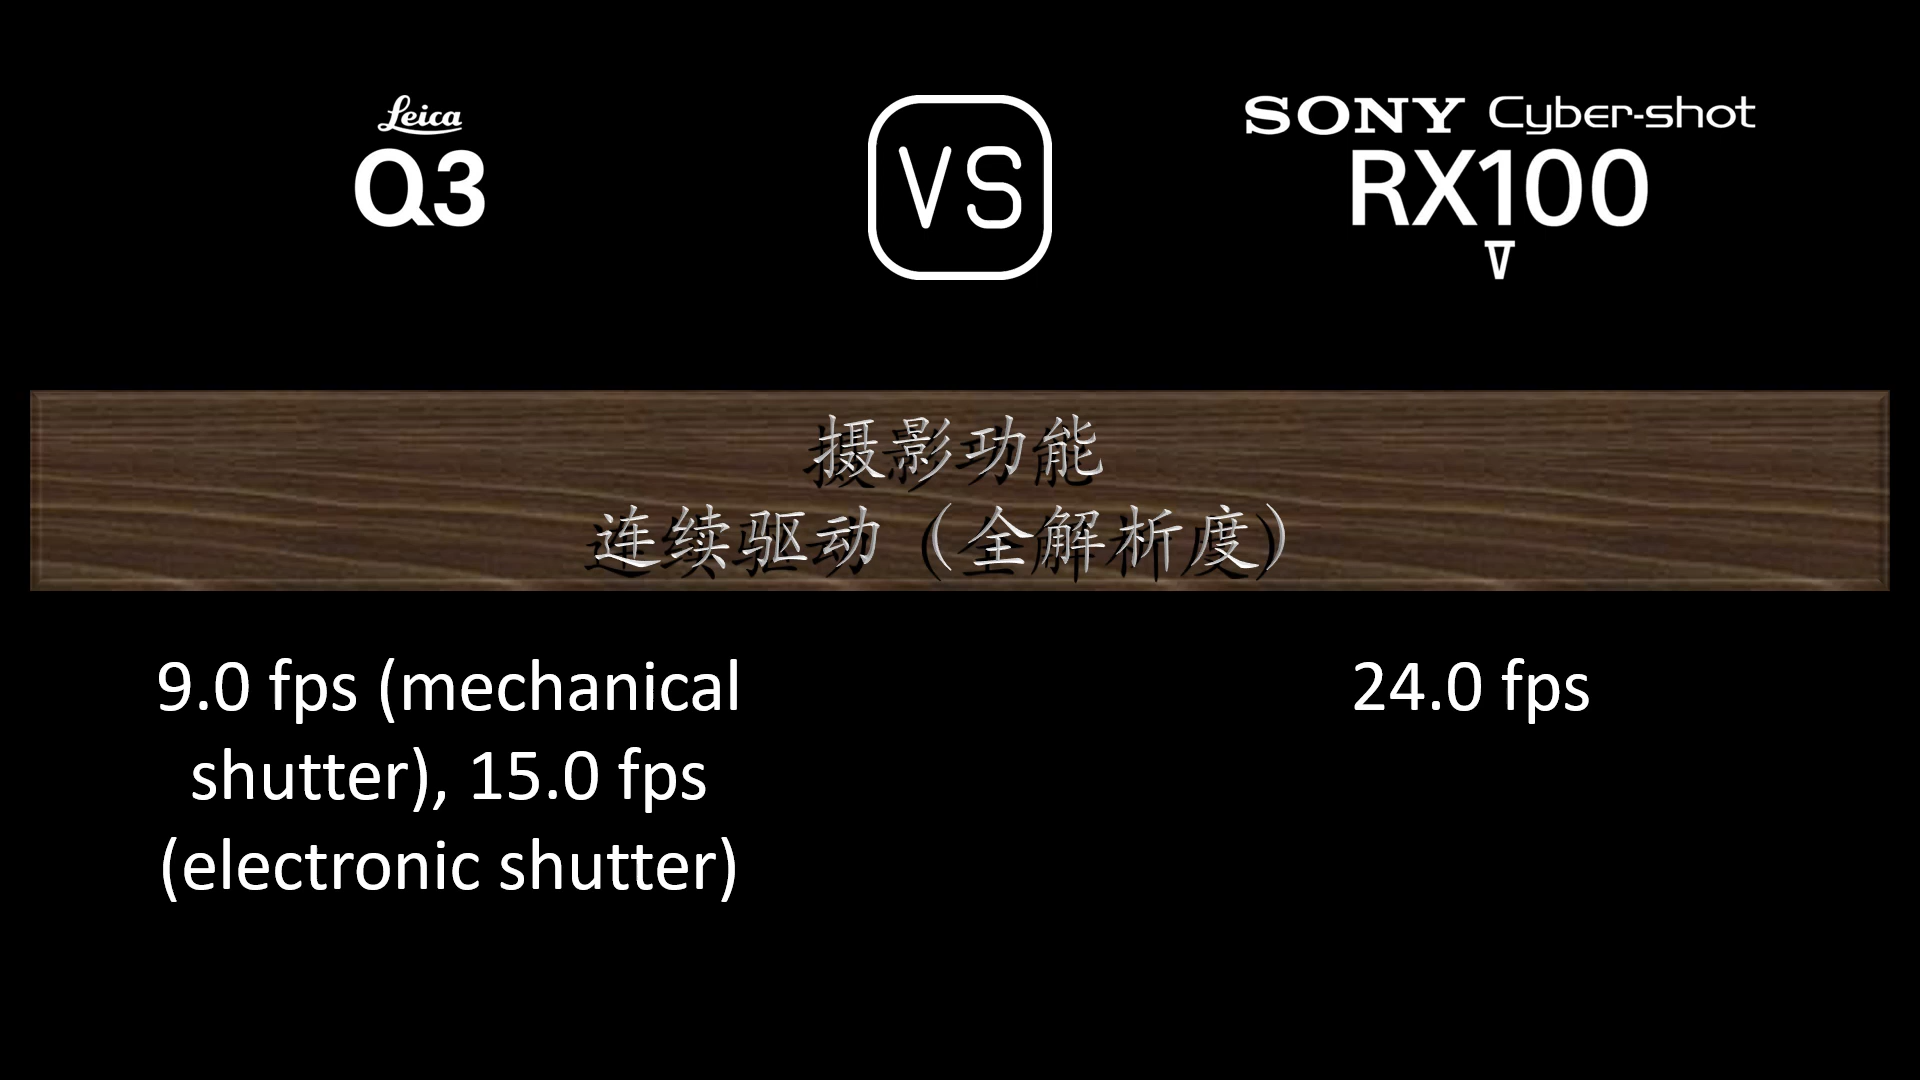 Leica
Q3
VS
SONY Cyber-shot
RX100
V
摄影功能
连续驱动（全解析度）
9.0 fps (mechanical
shutter), 15.0 fps
(electronic shutter)
24.0 fps